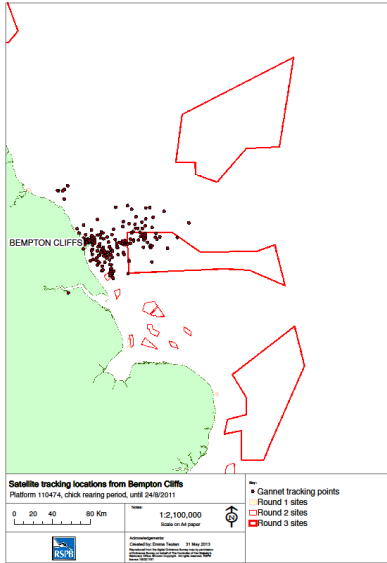 BEMPTON CLIFFS
Satellite tracking locations from Bempton Cliffs
Platform 110474, chick rearing period, until 24/8/2011
0 20 40 80 Km
Notes:
1:2,100,000
Scale on A4 paper
N
RSPB
Acknowledgements:
Created by: Emma Teuten 31 May 2013
Key:
Gannet tracking points
Round 1 sites
Round 2 sites
Round 3 sites